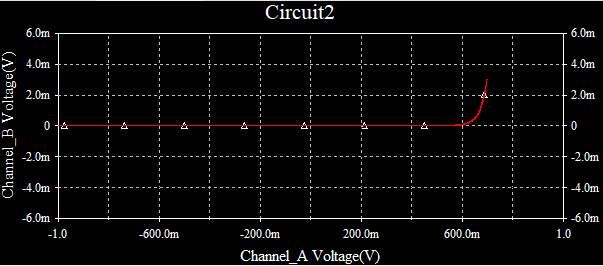 Circuit2
6.0m 6.0m
4.0m 4.0m
2.0m 2.0m
0 0
-2.0m -2.0m
-4.0m -4.0m
-6.0m -6.0m
Channel_B Voltage(V)
-1.0 -600.0m -200.0m 200.0m 600.0m 1.0
Channel_A Voltage(V)